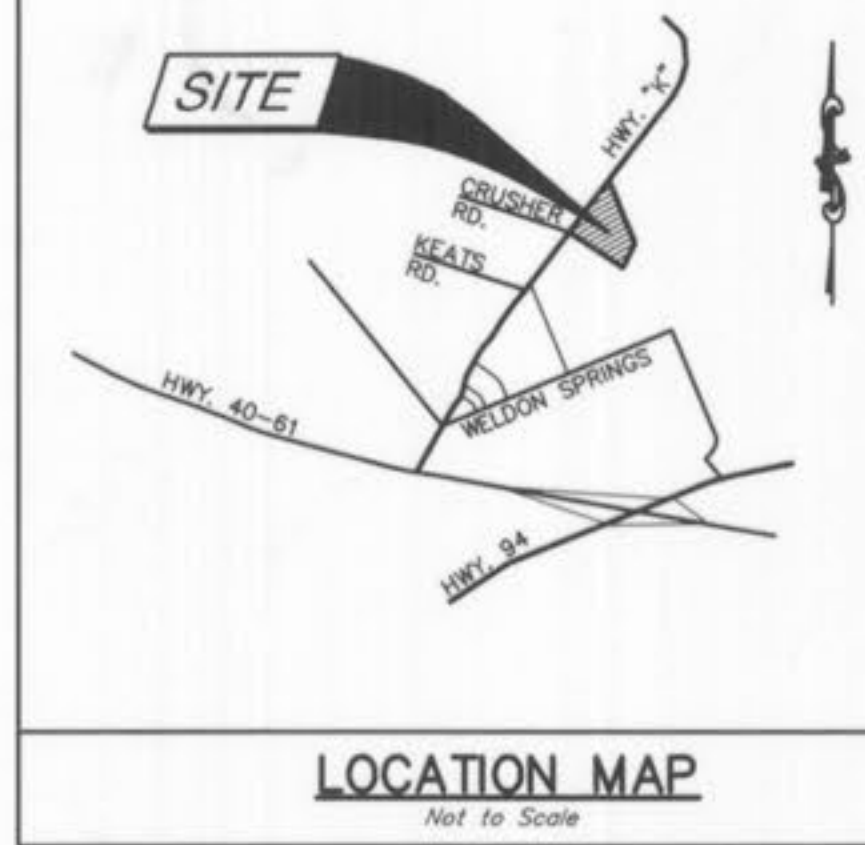 SITE
HWY. "K"
CRUSHER
RD.
KEATS
RD.
WELDON SPRINGS
HWY. 40-61
HWY. 94
LOCATION MAP
Not to Scale